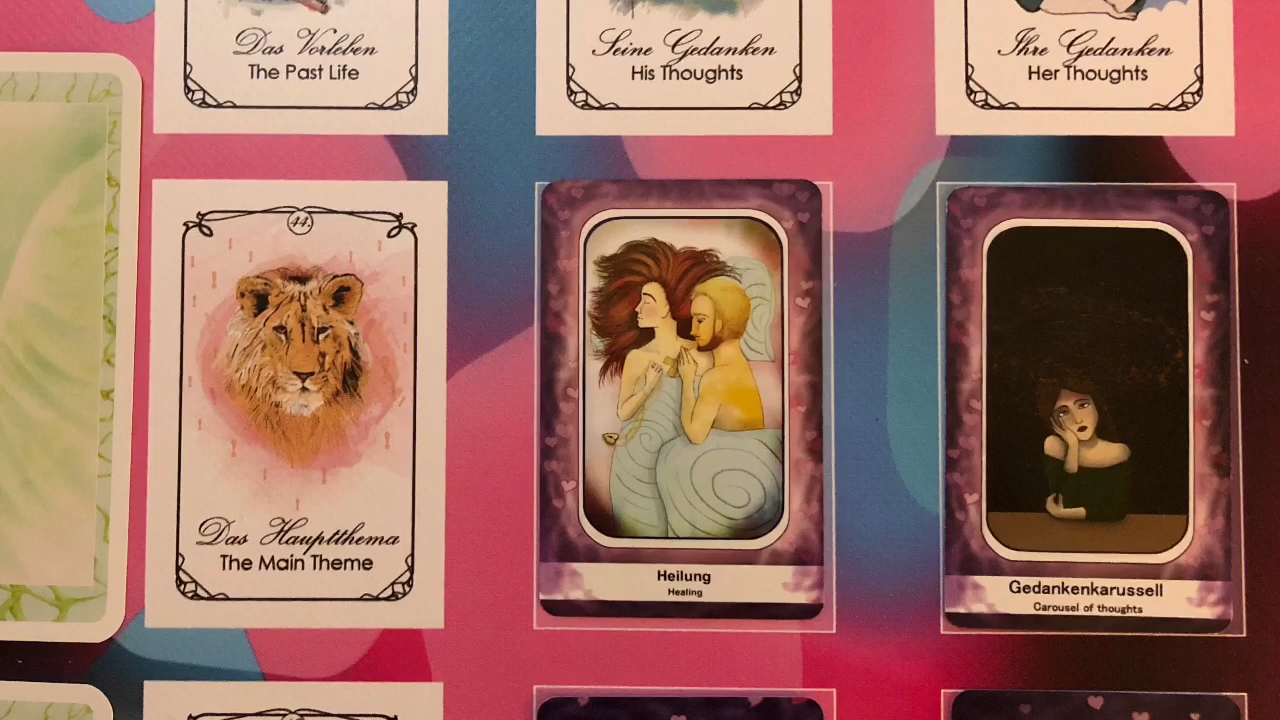 Das Vorleben
The Past Life
Seine Gedanken
His Thoughts
Ihre Gedanken
Her Thoughts
44.
Das Hauptthema
The Main Theme
Heilung
Healing
Gedankenkarussell
Carousel of thoughts